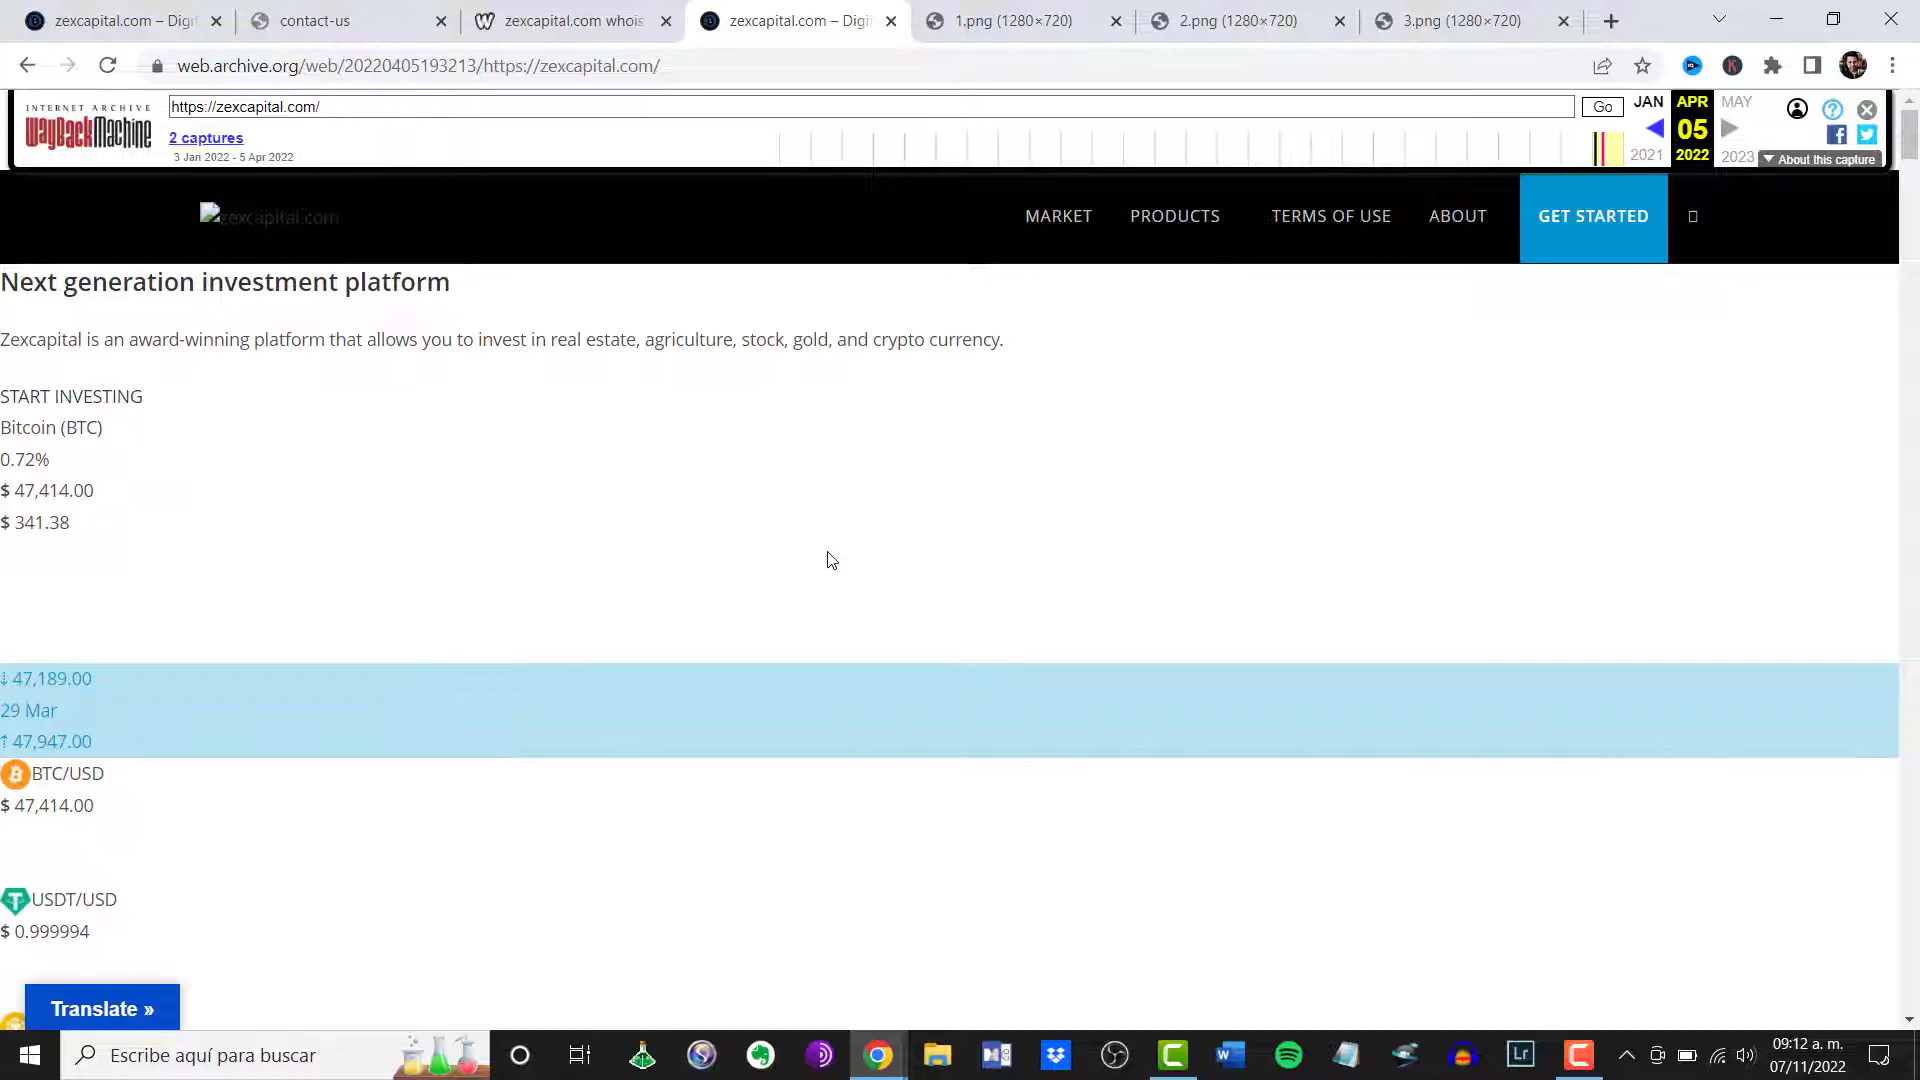 zexcapital.com – Digi
contact-us
zexcapital.com whois
zexcapital.com – Digi
1.png (1280×720)
2.png (1280×720)
3.png (1280×720)
web.archive.org/web/20220405193213/https://zexcapital.com/
INTERNET ARCHIVE
WayBackMachine
https://zexcapital.com/
Go
JAN
APR
MAY
2 captures
05
3 Jan 2022 - 5 Apr 2022
2021
2022
2023
About this capture
zexcapital.com
MARKET
PRODUCTS
TERMS OF USE
ABOUT
GET STARTED
Next generation investment platform
Zexcapital is an award-winning platform that allows you to invest in real estate, agriculture, stock, gold, and crypto currency.
START INVESTING
Bitcoin (BTC)
0.72%
$ 47,414.00
$ 341.38
↓ 47,189.00
29 Mar
↑ 47,947.00
BTC/USD
$ 47,414.00
USDT/USD
$ 0.999994
Translate »
Escribe aquí para buscar
Lr
09:12 a. m.
07/11/2022